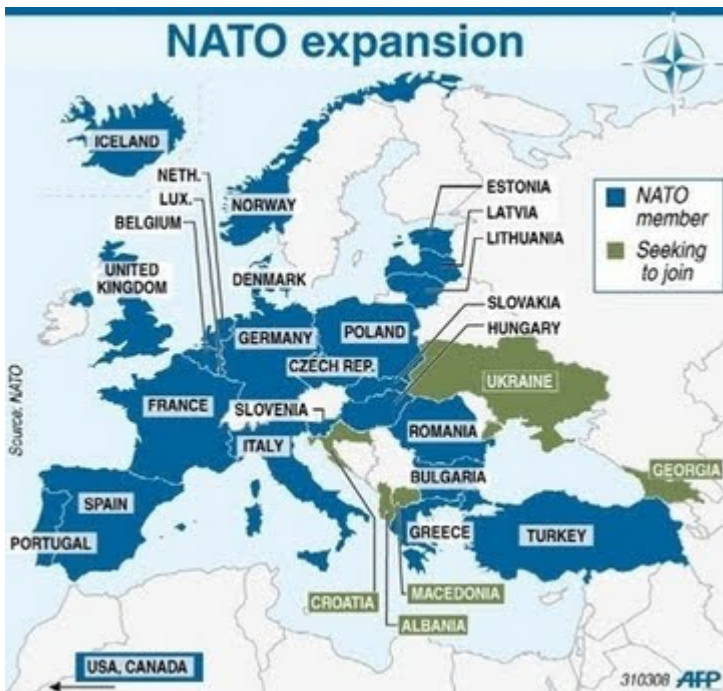 NATO expansion
ICELAND
NETH.
LUX.
BELGIUM
NORWAY
ESTONIA
LATVIA
LITHUANIA
NATO
member
Seeking
to join
UNITED
KINGDOM
DENMARK
SLOVAKIA
HUNGARY
GERMANY
POLAND
CZECH REP.
UKRAINE
FRANCE
SLOVENIA
ROMANIA
ITALY
BULGARIA
GEORGIA
SPAIN
PORTUGAL
GREECE
TURKEY
CROATIA
MACEDONIA
ALBANIA
USA, CANADA
Source: NATO
310308 AFP